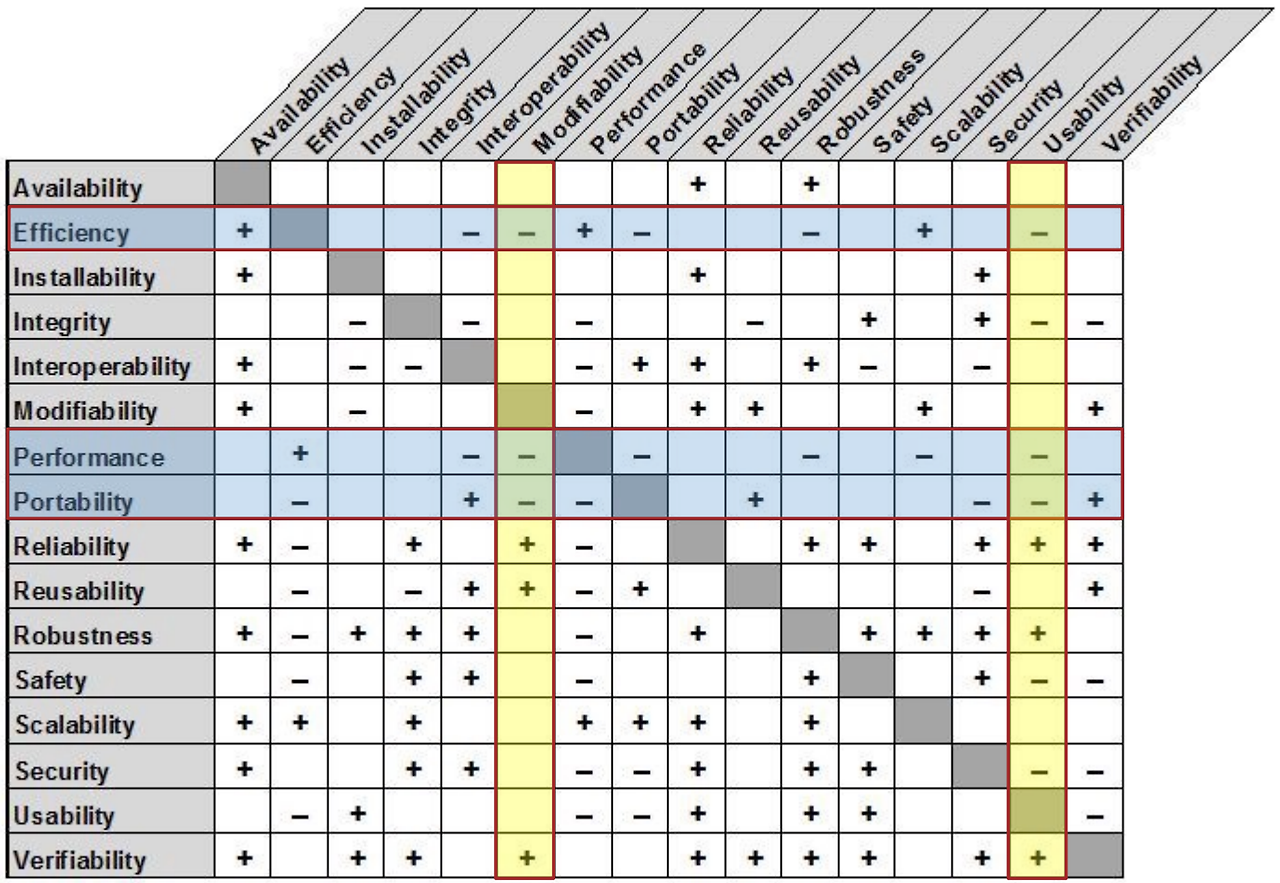 Availability Efficiency Installability Integrity Interoperability Modifiability Performance Portability Reliability Reusability Robustness Safety Scalability Security Usability Verifiability
Availability + +
Efficiency + – – + – – + –
Installability + + +
Integrity – – – – + + – –
Interoperability + – – – + + + – –
Modifiability + – – + + + +
Performance + – – – – – –
Portability – + – – + – – +
Reliability + – + + – + + + + +
Reusability – – + + – + – +
Robustness + – + + + – + + + + +
Safety – + + – + + – –
Scalability + + + + + + +
Security + + + – – + + + – –
Usability – + – – + + + –
Verifiability + + + + + + + + + +